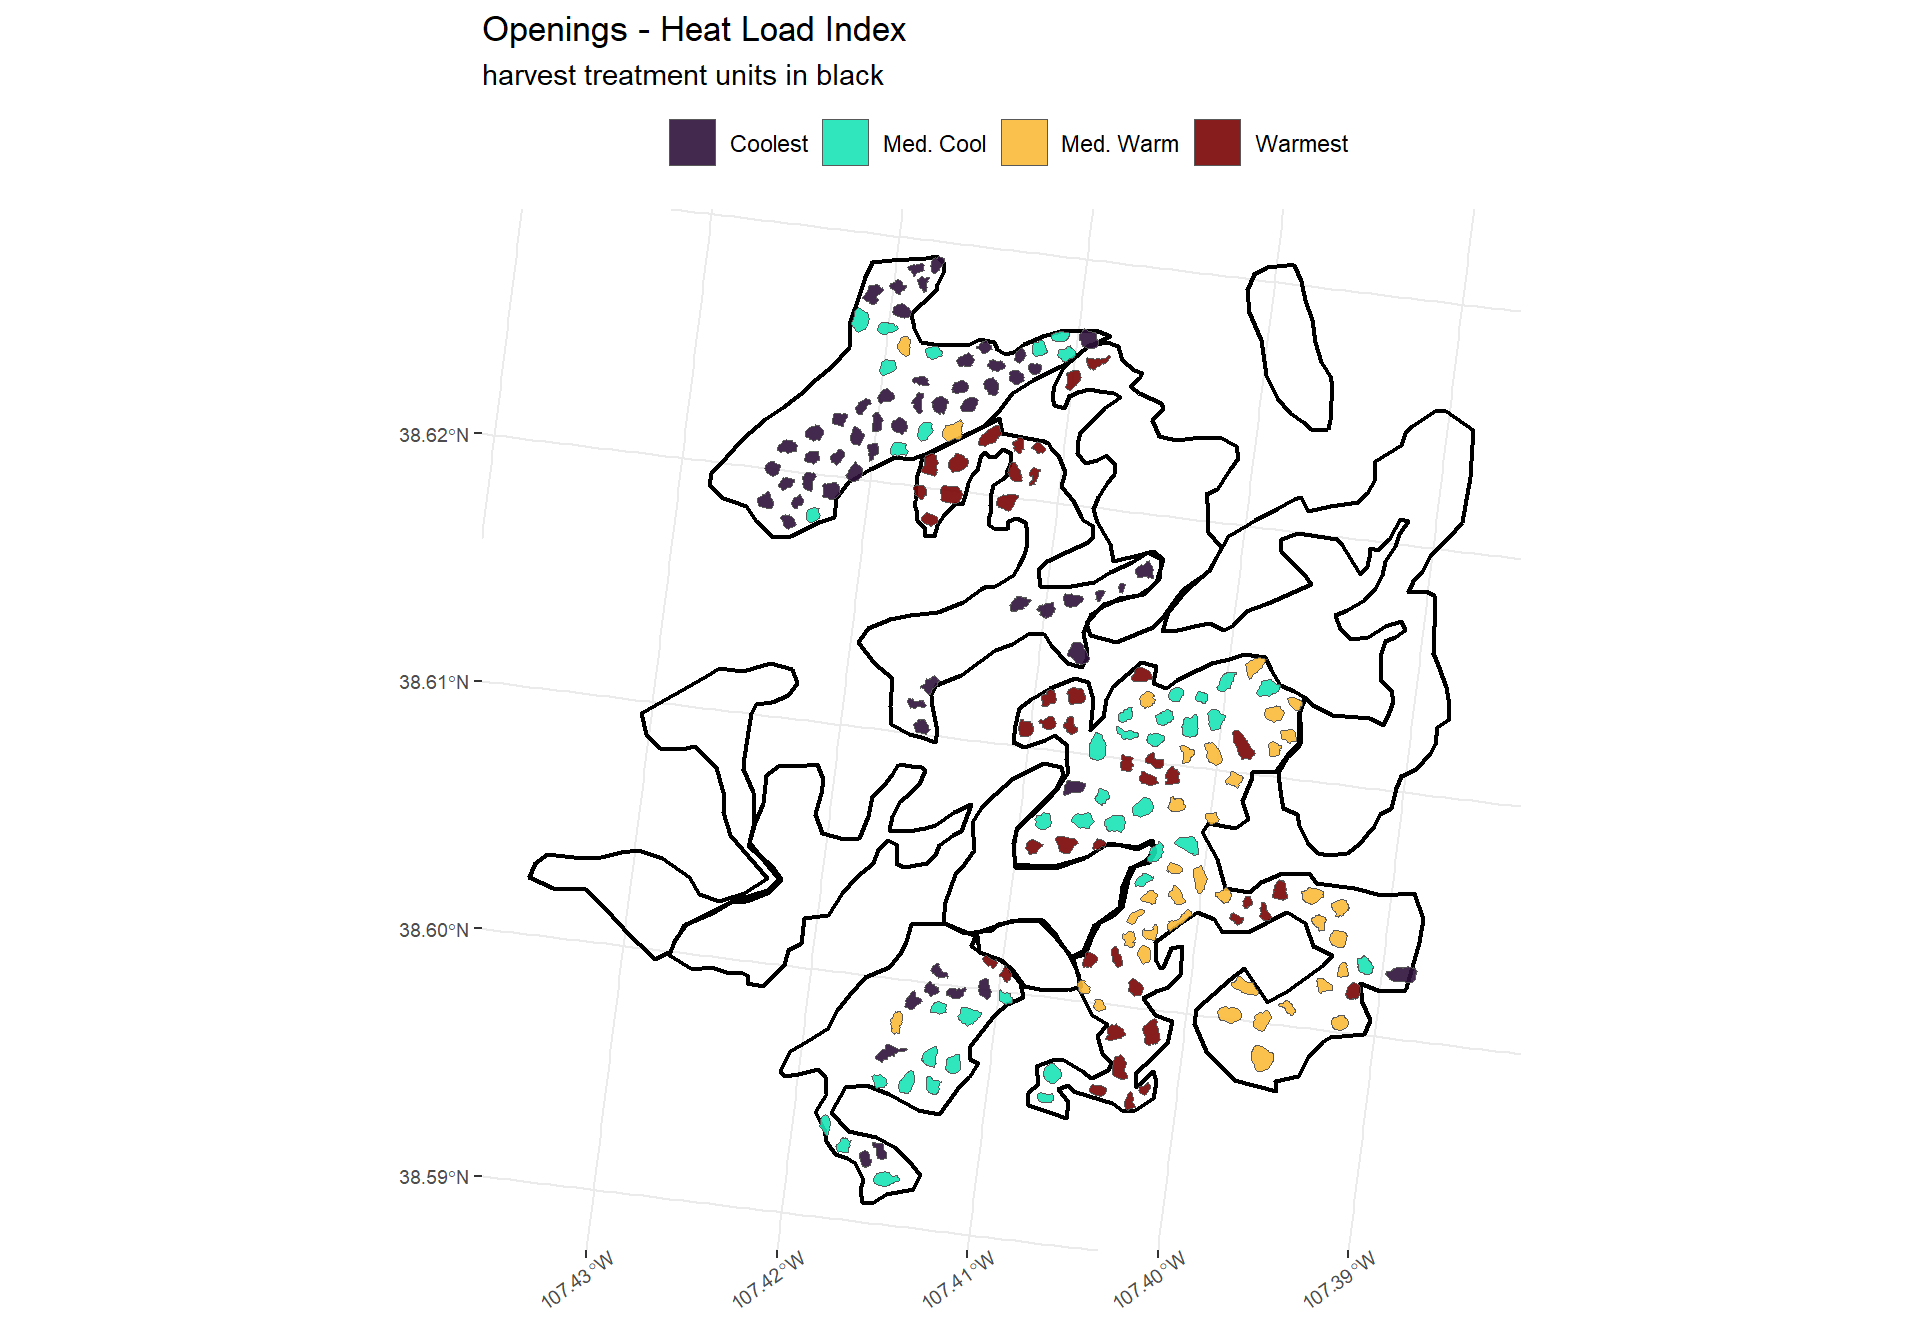 Openings - Heat Load Index
harvest treatment units in black
Coolest Med. Cool Med. Warm Warmest
38.62°N
38.61°N
38.60°N
38.59°N
107.43°W 107.42°W 107.41°W 107.40°W 107.39°W